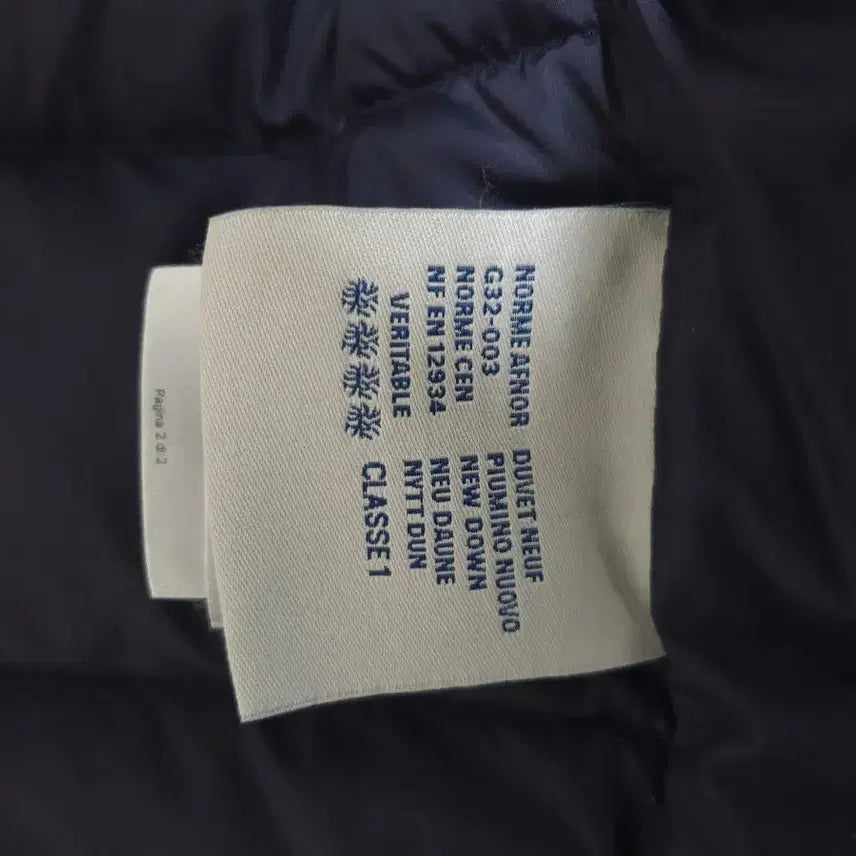 NORME AFNOR DUVET NEUF
G32-003 PIUMINO NUOVO
NORME CEN NEW DOWN
NF EN 12934 NEU DAUNE
VERITABLE NYTT DUN
CLASSE 1
Pagina 2 di 2